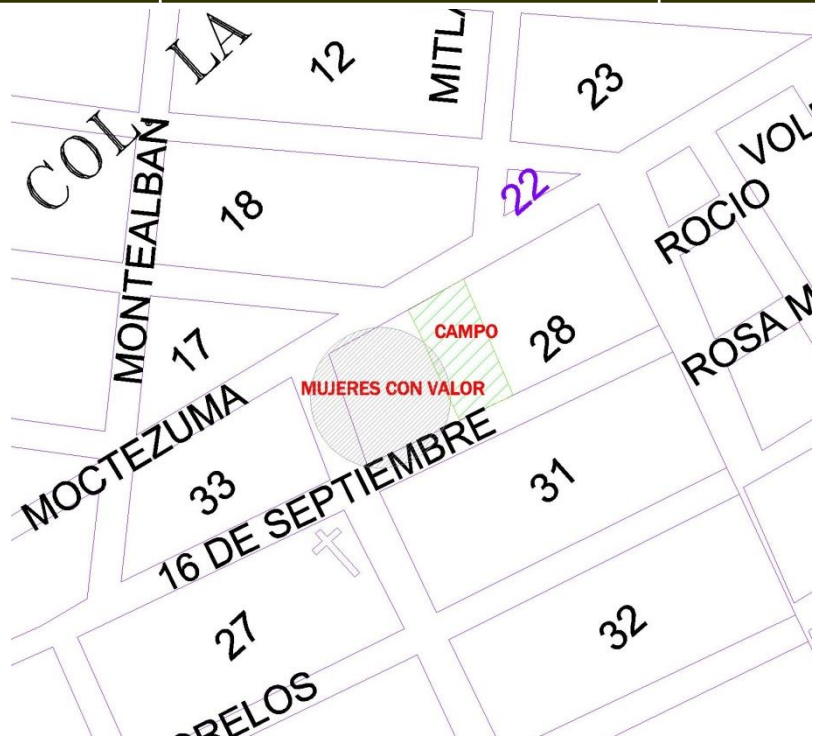 COL. LA
12
MITL
23
MONTEALBAN
18
22
VOL
ROCIO
CAMPO
28
ROSA M
17
MUJERES CON VALOR
MOCTEZUMA
33
16 DE SEPTIEMBRE
31
27
32
ORELOS